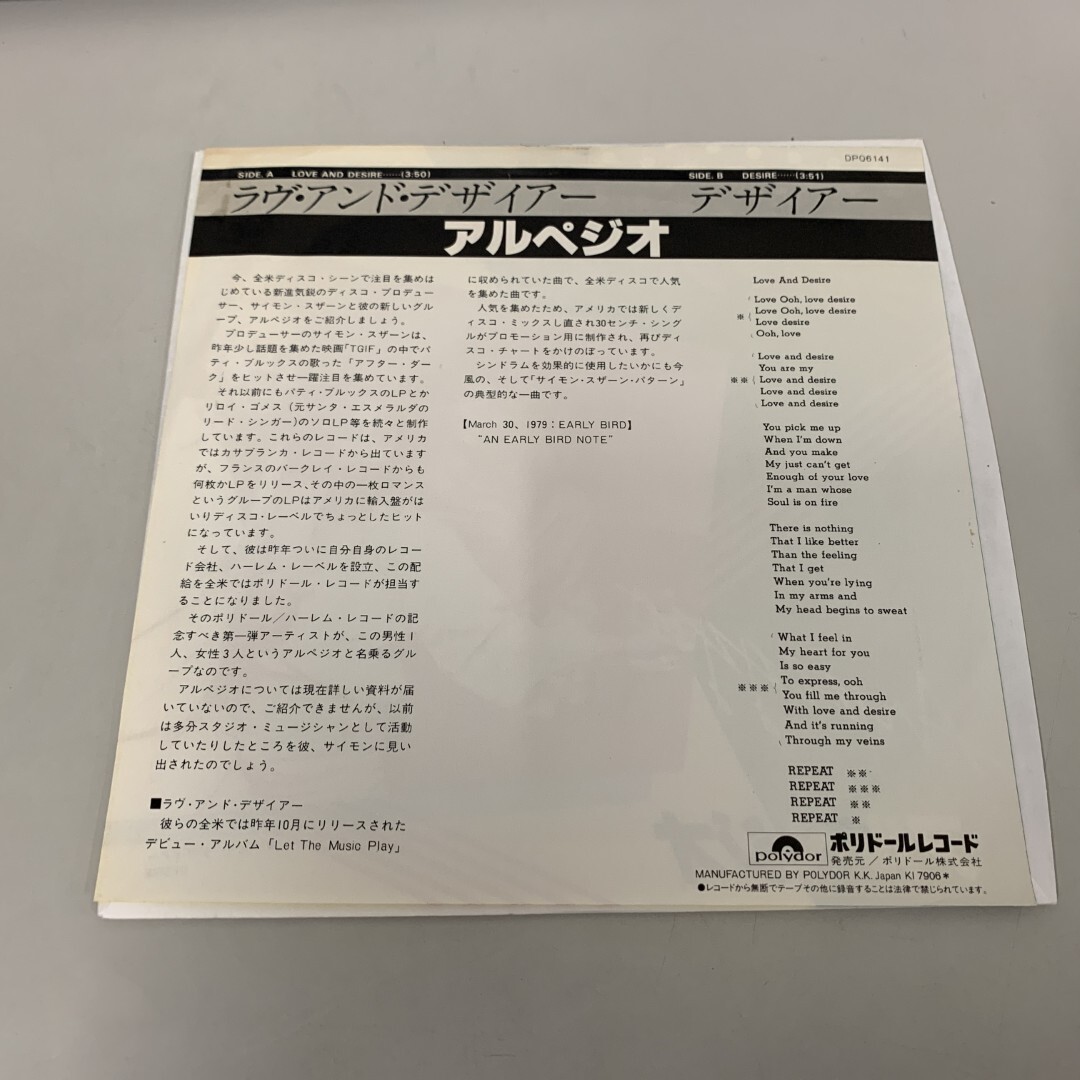 DPQ6141
SIDE. A LOVE AND DESIRE……(3:50)
ラヴ・アンド・デザイアー
SIDE. B DESIRE……(3:51)
デザイアー
アルペジオ
今、全米ディスコ・シーンで注目を集めは
じめている新進気鋭のディスコ・プロデュー
サー、サイモン・スザーンと彼の新しいグル
ープ、アルペジオをご紹介しましょう。
プロデューサーのサイモン・スザーンは、
昨年少し話題を集めた映画「TGIF」の中でパ
ティ・ブルックスの歌った「アフター・ダー
ク」をヒットさせ一躍注目を集めています。
それ以前にもパティ・ブルックスのLPとか
リロイ・ゴメス（元サンタ・エスメラルダの
リード・シンガー）のソロLP等を続々と制作
しています。これらのレコードは、アメリカ
ではカサブランカ・レコードから出ています
が、フランスのバークレイ・レコードからも
何枚かLPをリリース、その中の一枚ロマンス
というグループのLPはアメリカに輸入盤がは
いりディスコ・レーベルでちょっとしたヒット
になっています。
そして、彼は昨年ついに自分自身のレコー
ド会社、ハーレム・レーベルを設立、この配
給を全米ではポリドール・レコードが担当す
ることになりました。
そのポリドール／ハーレム・レコードの記
念すべき第一弾アーティストが、この男性1
人、女性3人というアルペジオと名乗るグル
ープなのです。
アルペジオについては現在詳しい資料が届
いていないので、ご紹介できませんが、以前
は多分スタジオ・ミュージシャンとして活動
していたりしたところを彼、サイモンに見い
出されたのでしょう。
■ラヴ・アンド・デザイアー
彼らの全米では昨年10月にリリースされた
デビュー・アルバム「Let The Music Play」
に収められていた曲で、全米ディスコで人気
を集めた曲です。
人気を集めたため、アメリカでは新しくデ
ィスコ・ミックスし直され30センチ・シング
ルがプロモーション用に制作され、再びディ
スコ・チャートをかけのぼっています。
シンドラムを効果的に使用したいかにも今
風の、そして「サイモン・スザーン・パターン」
の典型的な一曲です。
【March 30、1979：EARLY BIRD】
“AN EARLY BIRD NOTE”
Love And Desire
Love Ooh, love desire
※ Love Ooh, love desire
Love desire
Ooh, love
Love and desire
You are my
※※ Love and desire
Love and desire
Love and desire
You pick me up
When I'm down
And you make
My just can't get
Enough of your love
I'm a man whose
Soul is on fire
There is nothing
That I like better
Than the feeling
That I get
When you're lying
In my arms and
My head begins to sweat
What I feel in
My heart for you
Is so easy
※※※ To express, ooh
You fill me through
With love and desire
And it's running
Through my veins
REPEAT ※※
REPEAT ※※※
REPEAT ※※
REPEAT ※
polydor ポリドールレコード
発売元／ポリドール株式会社
MANUFACTURED BY POLYDOR K.K. Japan KI 7906＊
●レコードから無断でテープその他に録音することは法律で禁じられています。